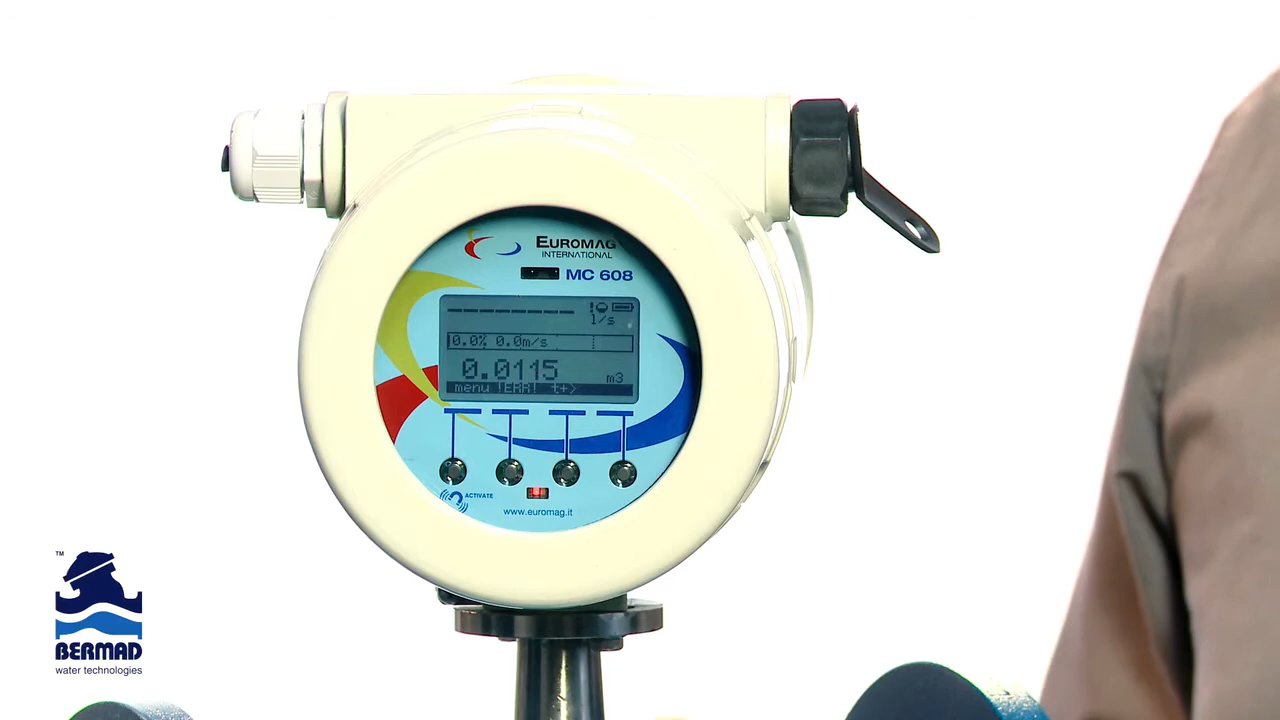 EUROMAG
INTERNATIONAL
MC 608
--------
l/s
0.0% 0.0m/s
0.0115 m3
menu !ERR! t+>
ACTIVATE
www.euromag.it
TM
BERMAD
water technologies